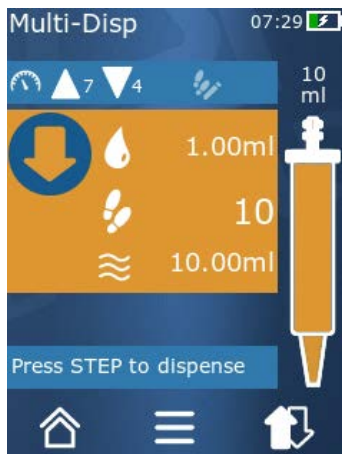 Multi-Disp 07:29
7 4
10
ml
1.00ml
10
10.00ml
Press STEP to dispense